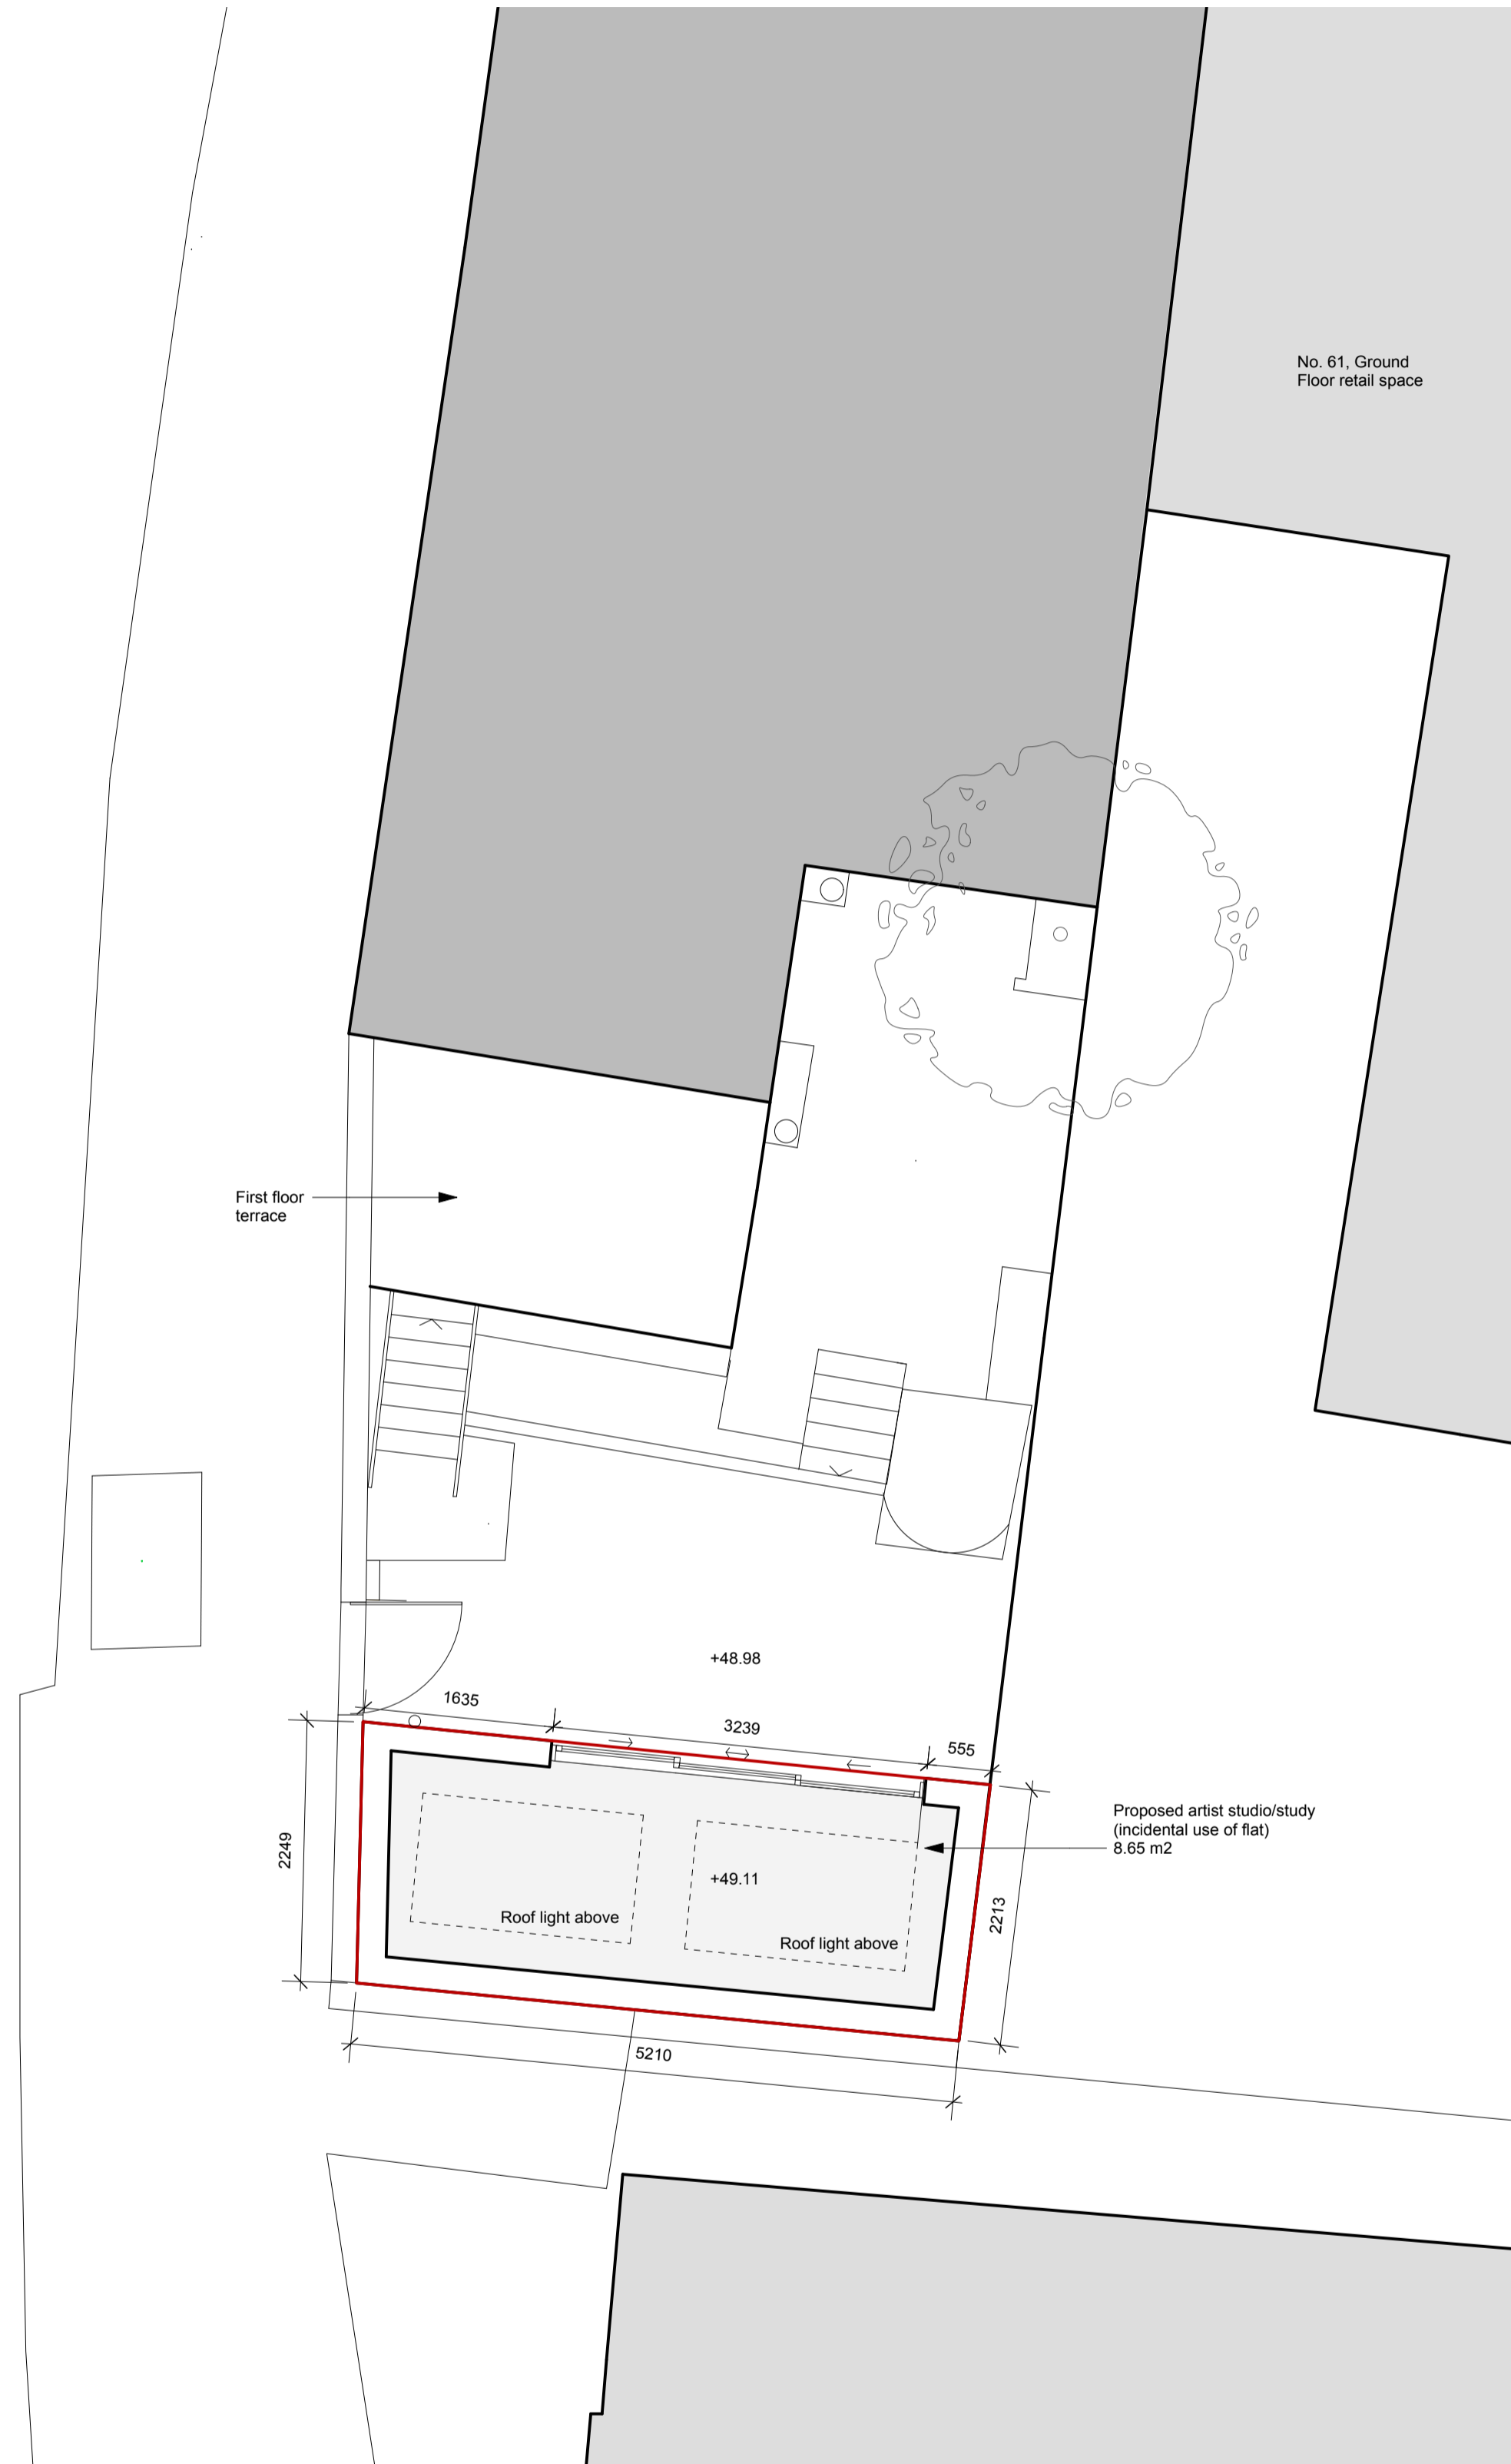 No. 61, Ground
Floor retail space
First floor
terrace
+48.98
1635
3239
555
Proposed artist studio/study
(incidental use of flat)
8.65 m2
2249
+49.11
2213
Roof light above
Roof light above
5210